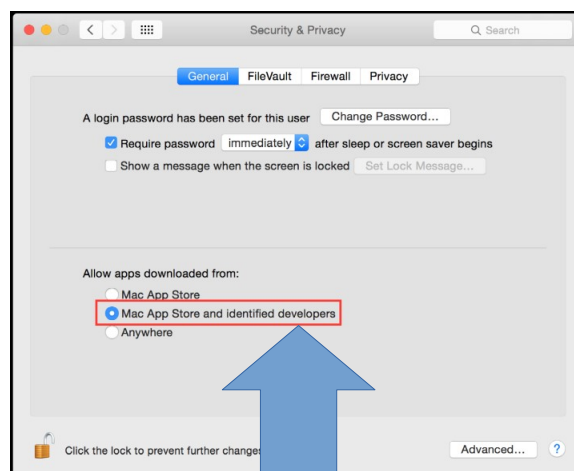 Security & Privacy
Search
General FileVault Firewall Privacy
A login password has been set for this user Change Password...
Require password immediately after sleep or screen saver begins
Show a message when the screen is locked Set Lock Message...
Allow apps downloaded from:
Mac App Store
Mac App Store and identified developers
Anywhere
Click the lock to prevent further changes
Advanced... ?